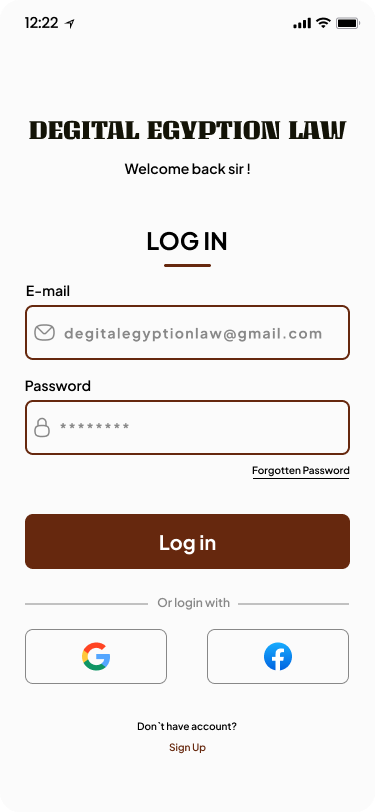 12:22
DEGITAL EGYPTION LAW
Welcome back sir !
LOG IN
E-mail
degitalegyptionlaw@gmail.com
Password
********
Forgotten Password
Log in
Or login with
Don`t have account?
Sign Up